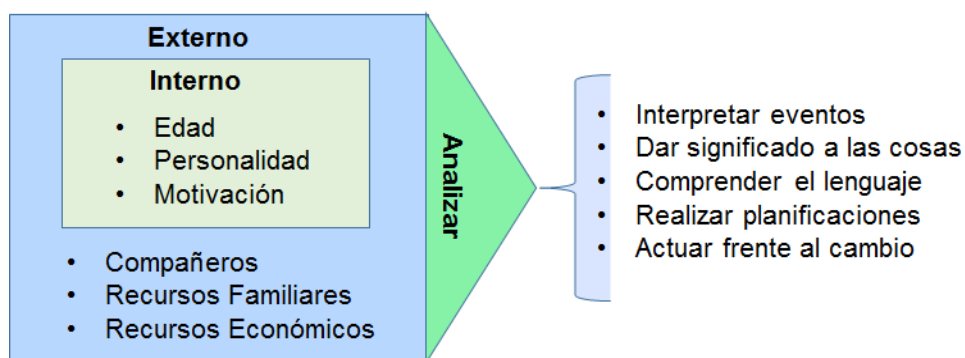 Externo
Interno
• Edad
• Personalidad
• Motivación
• Compañeros
• Recursos Familiares
• Recursos Económicos
Analizar
• Interpretar eventos
• Dar significado a las cosas
• Comprender el lenguaje
• Realizar planificaciones
• Actuar frente al cambio